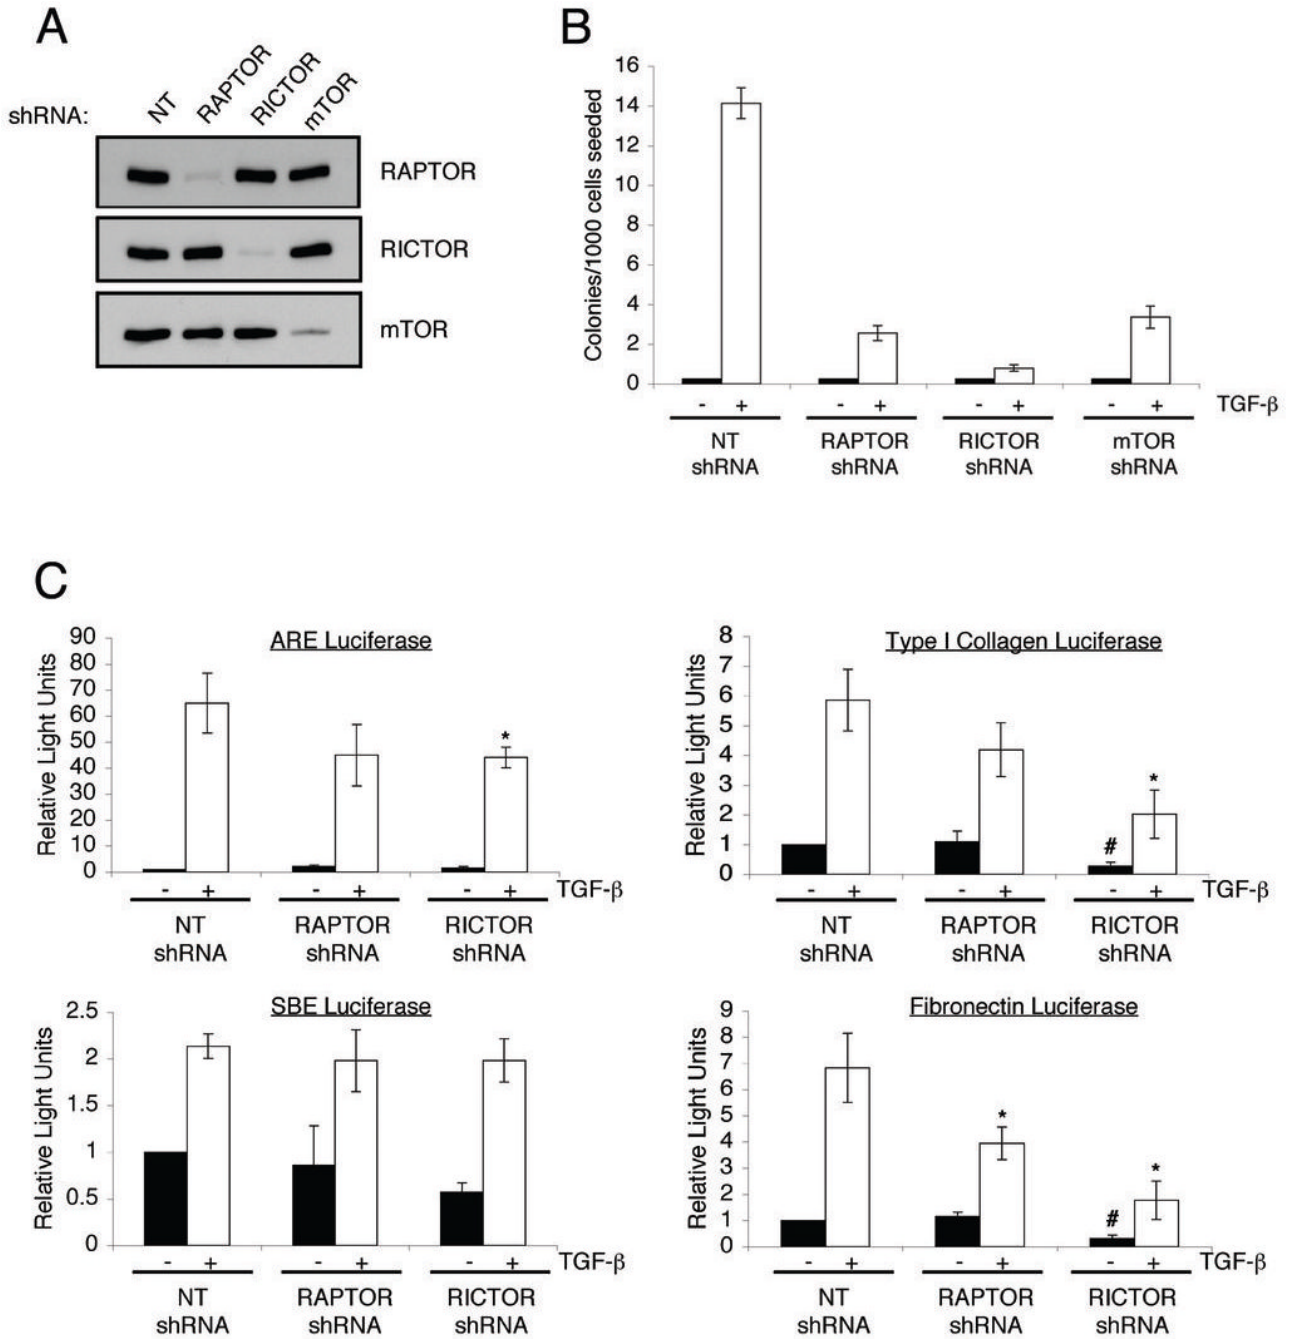 A
B
shRNA: NT RAPTOR RICTOR mTOR
RAPTOR
RICTOR
mTOR
Colonies/1000 cells seeded
16
14
12
10
8
6
4
2
0
- + - + - + - + TGF-β
NT RAPTOR RICTOR mTOR
shRNA shRNA shRNA shRNA
C
ARE Luciferase
Relative Light Units
90
80
70
60
50
40
30
20
10
0
*
- + - + - + TGF-β
NT RAPTOR RICTOR
shRNA shRNA shRNA
Type I Collagen Luciferase
Relative Light Units
8
7
6
5
4
3
2
1
0
# *
- + - + - + TGF-β
NT RAPTOR RICTOR
shRNA shRNA shRNA
SBE Luciferase
Relative Light Units
2.5
2
1.5
1
0.5
0
- + - + - + TGF-β
NT RAPTOR RICTOR
shRNA shRNA shRNA
Fibronectin Luciferase
Relative Light Units
9
8
7
6
5
4
3
2
1
0
* # *
- + - + - + TGF-β
NT RAPTOR RICTOR
shRNA shRNA shRNA